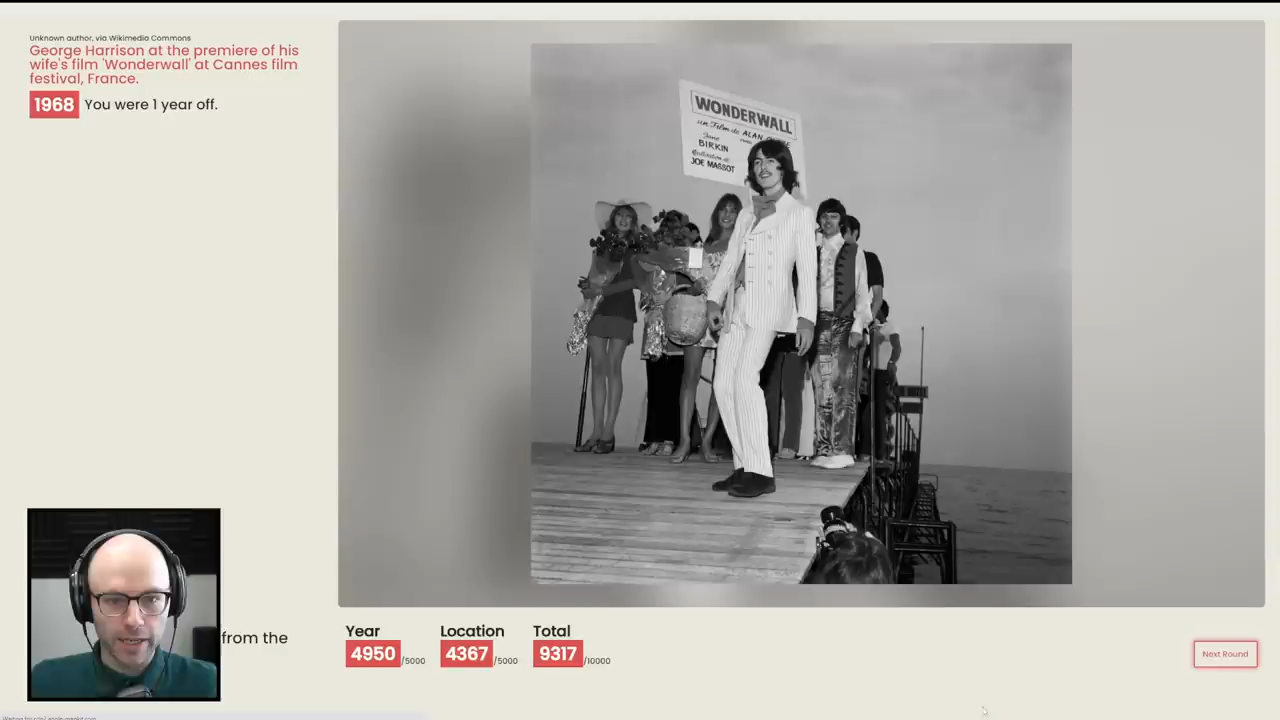 Unknown author, via Wikimedia Commons
George Harrison at the premiere of his
wife's film 'Wonderwall' at Cannes film
festival, France.
1968 You were 1 year off.
WONDERWALL
un Film de ALAN
BIRKIN
JOE MASSOT
from the
Year Location Total
4950 /5000 4367 /5000 9317 /10000
Next Round